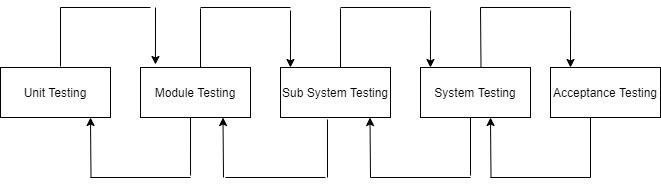 Unit Testing
Module Testing
Sub System Testing
System Testing
Acceptance Testing